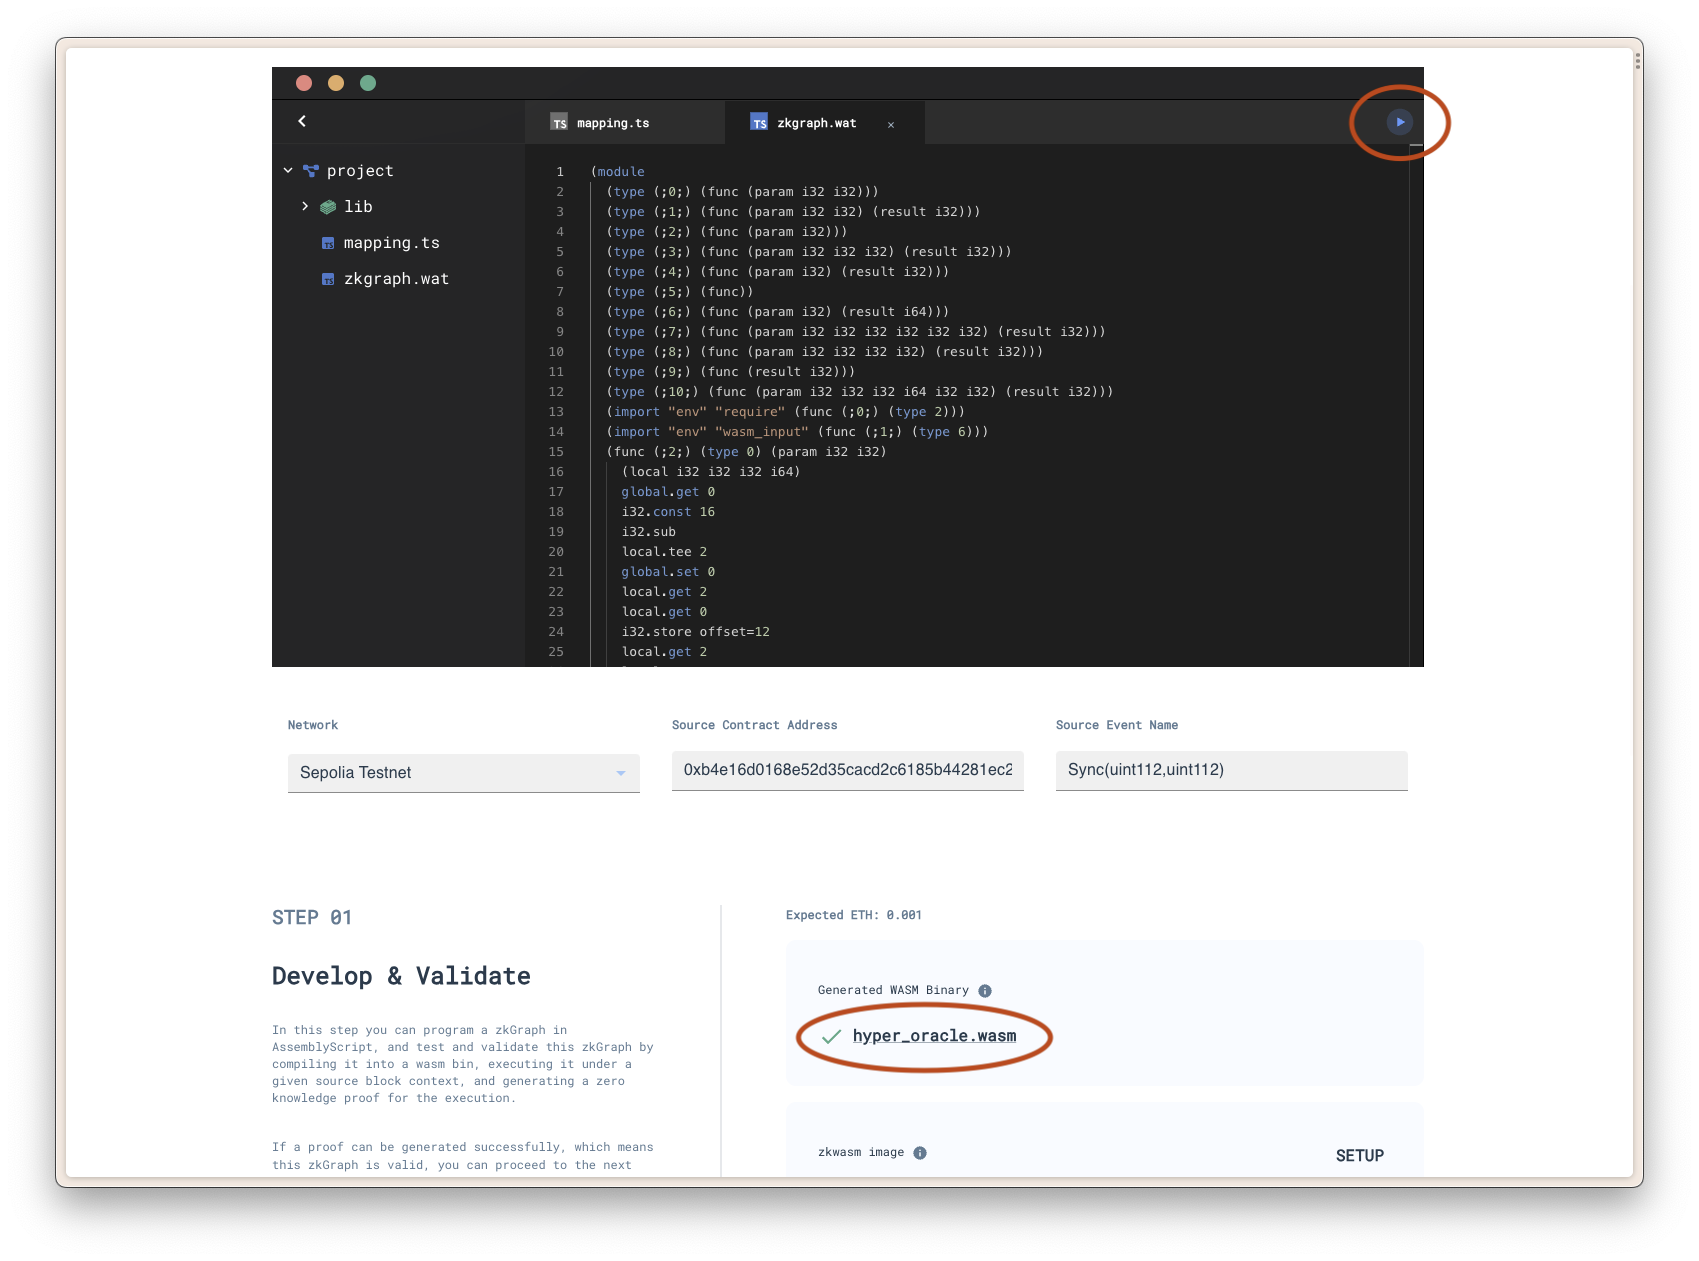 mapping.ts
zkgraph.wat
project
lib
mapping.ts
zkgraph.wat
1 (module
2 (type (;0;) (func (param i32 i32)))
3 (type (;1;) (func (param i32 i32) (result i32)))
4 (type (;2;) (func (param i32)))
5 (type (;3;) (func (param i32 i32 i32) (result i32)))
6 (type (;4;) (func (param i32) (result i32)))
7 (type (;5;) (func))
8 (type (;6;) (func (param i32) (result i64)))
9 (type (;7;) (func (param i32 i32 i32 i32 i32 i32) (result i32)))
10 (type (;8;) (func (param i32 i32 i32 i32) (result i32)))
11 (type (;9;) (func (result i32)))
12 (type (;10;) (func (param i32 i32 i32 i64 i32 i32) (result i32)))
13 (import "env" "require" (func (;0;) (type 2)))
14 (import "env" "wasm_input" (func (;1;) (type 6)))
15 (func (;2;) (type 0) (param i32 i32)
16 (local i32 i32 i32 i64)
17 global.get 0
18 i32.const 16
19 i32.sub
20 local.tee 2
21 global.set 0
22 local.get 2
23 local.get 0
24 i32.store offset=12
25 local.get 2
Network
Sepolia Testnet
Source Contract Address
0xb4e16d0168e52d35cacd2c6185b44281ec2
Source Event Name
Sync(uint112,uint112)
STEP 01
Develop & Validate
In this step you can program a zkGraph in
AssemblyScript, and test and validate this zkGraph by
compiling it into a wasm bin, executing it under a
given source block context, and generating a zero
knowledge proof for the execution.
If a proof can be generated successfully, which means
this zkGraph is valid, you can proceed to the next
Expected ETH: 0.001
Generated WASM Binary
hyper_oracle.wasm
zkwasm image
SETUP